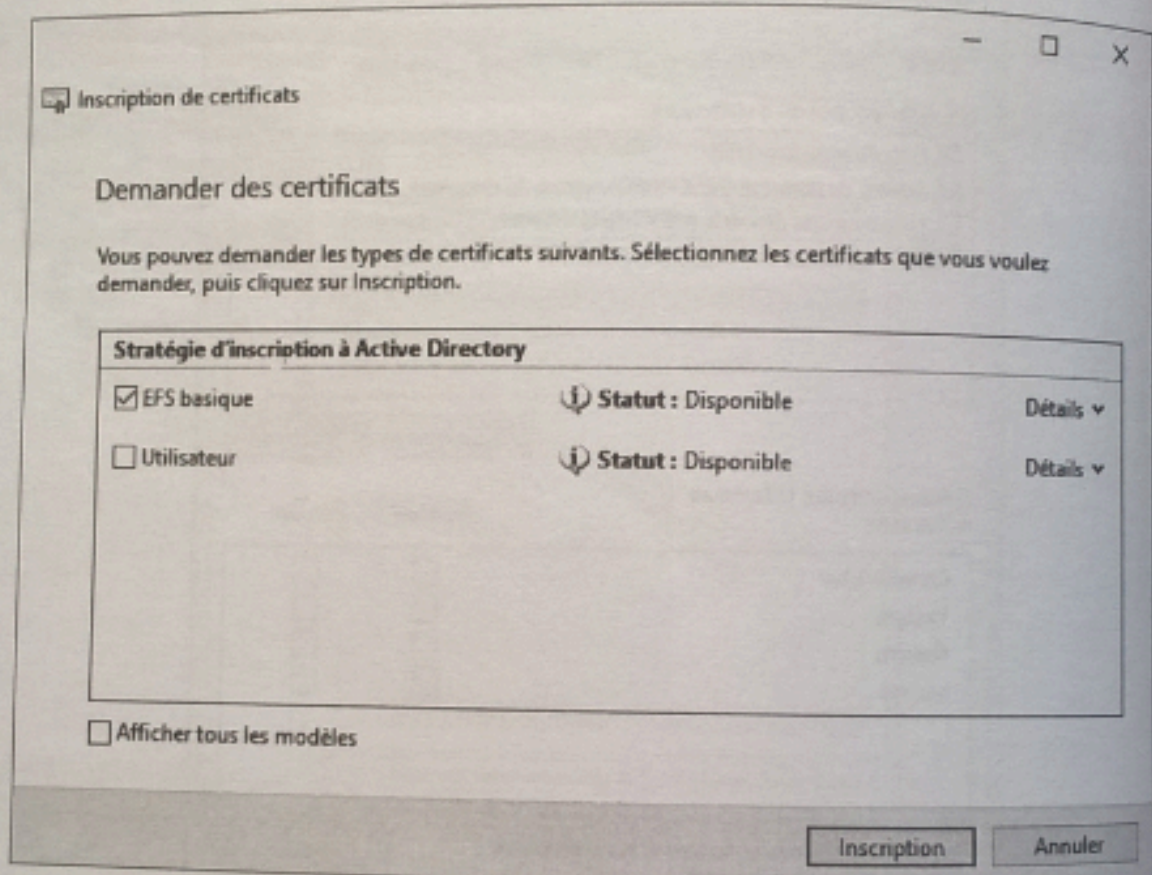 Inscription de certificats
Demander des certificats
Vous pouvez demander les types de certificats suivants. Sélectionnez les certificats que vous voulez
demander, puis cliquez sur Inscription.
Stratégie d'inscription à Active Directory
EFS basique Statut : Disponible Détails
Utilisateur Statut : Disponible Détails
Afficher tous les modèles
Inscription Annuler